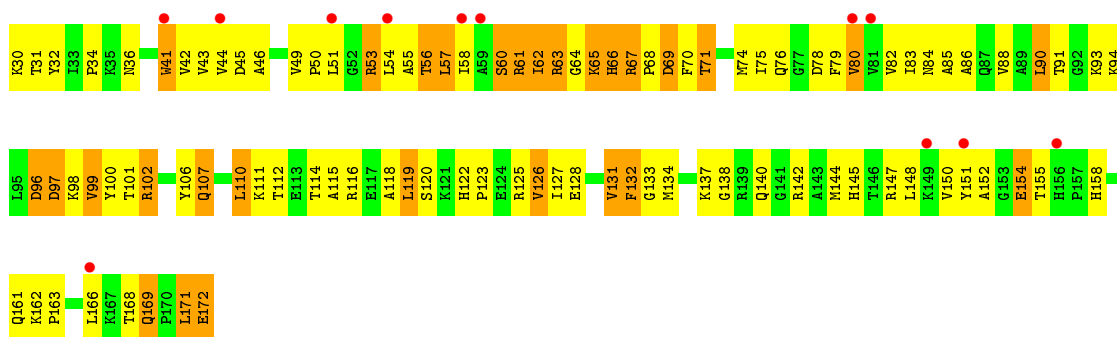 K30 T31 Y32 I33 P34 K35 N36 W41 V42 V43 V44 D45 A46 V49 P50 L51 G52 R53 L54 A55 T56 L57 I58 A59 S60 R61 I62 R63 G64 K65 H66 R67 P68 D69 F70 T71 M74 I75 Q76 G77 D78 F79 V80 V81 V82 I83 N84 A85 A86 Q87 V88 A89 L90 T91 G92 K93 K94
L95 D96 D97 K98 V99 Y100 T101 R102 Y106 Q107 L110 K111 T112 E113 T114 A115 R116 E117 A118 L119 S120 K121 H122 P123 E124 R125 V126 I127 E128 V131 F132 G133 M134 K137 G138 R139 Q140 G141 R142 A143 M144 H145 T146 R147 L148 K149 V150 Y151 A152 G153 E154 T155 H156 P157 H158
Q161 K162 P163 L166 K167 T168 Q169 P170 L171 E172